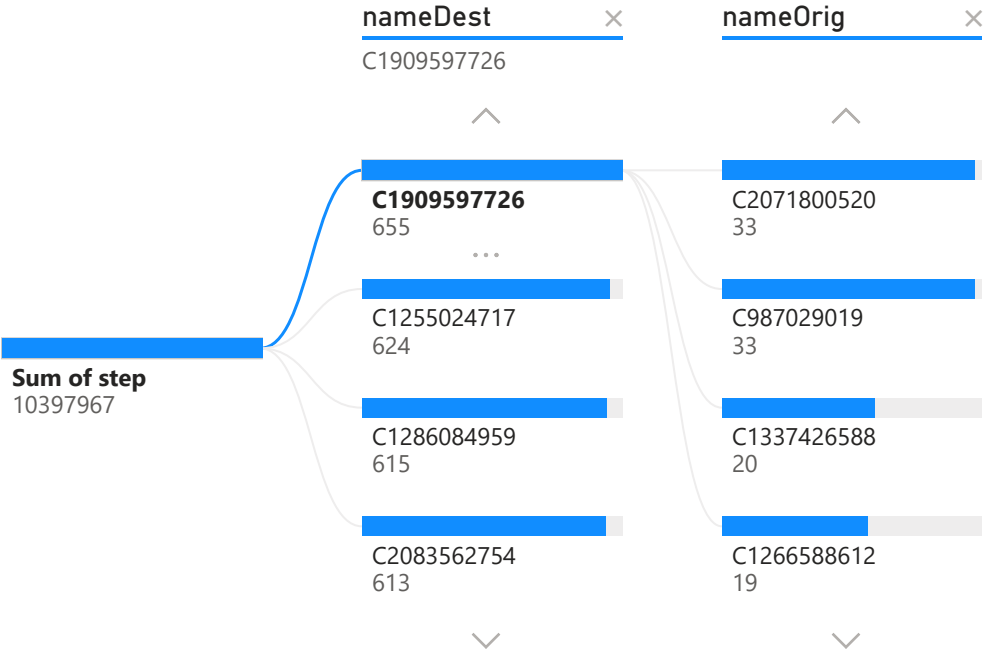 nameDest
nameOrig
C1909597726
C1909597726
655
C2071800520
33
C1255024717
624
C987029019
33
Sum of step
10397967
C1286084959
615
C1337426588
20
C2083562754
613
C1266588612
19